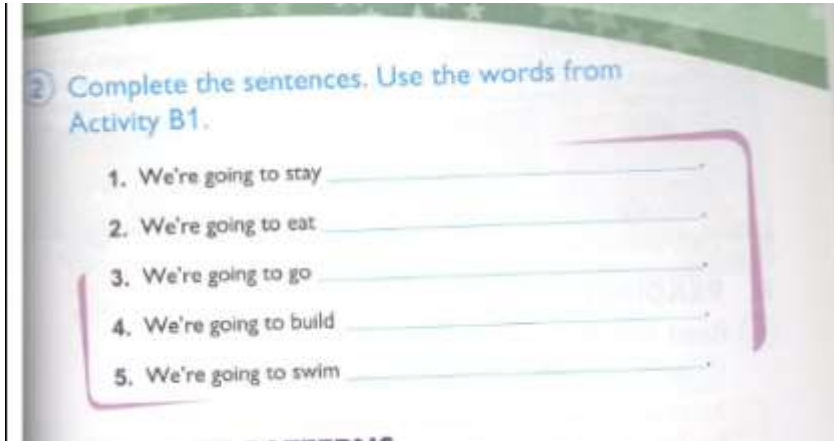 2 Complete the sentences. Use the words from
Activity B1.
1. We're going to stay .
2. We're going to eat .
3. We're going to go .
4. We're going to build .
5. We're going to swim .